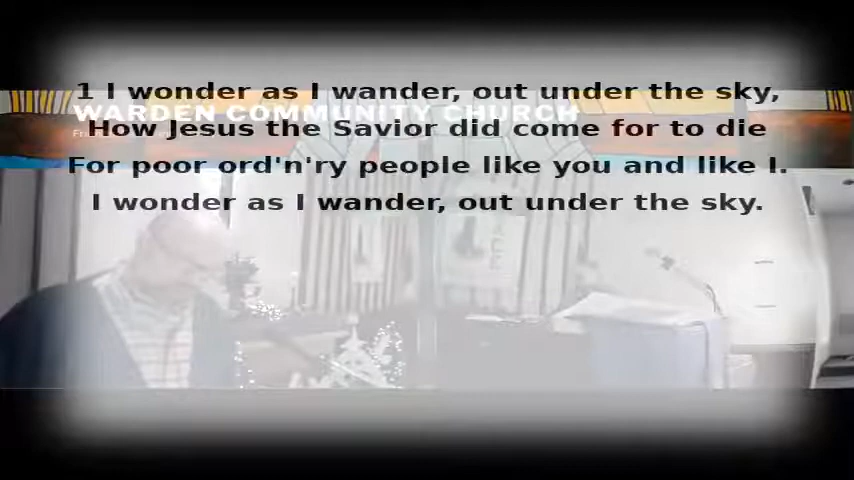 1 I wonder as I wander, out under the sky,
WARDEN COMMUNITY CHURCH
How Jesus the Savior did come for to die
For poor ord'n'ry people like you and like I.
I wonder as I wander, out under the sky.